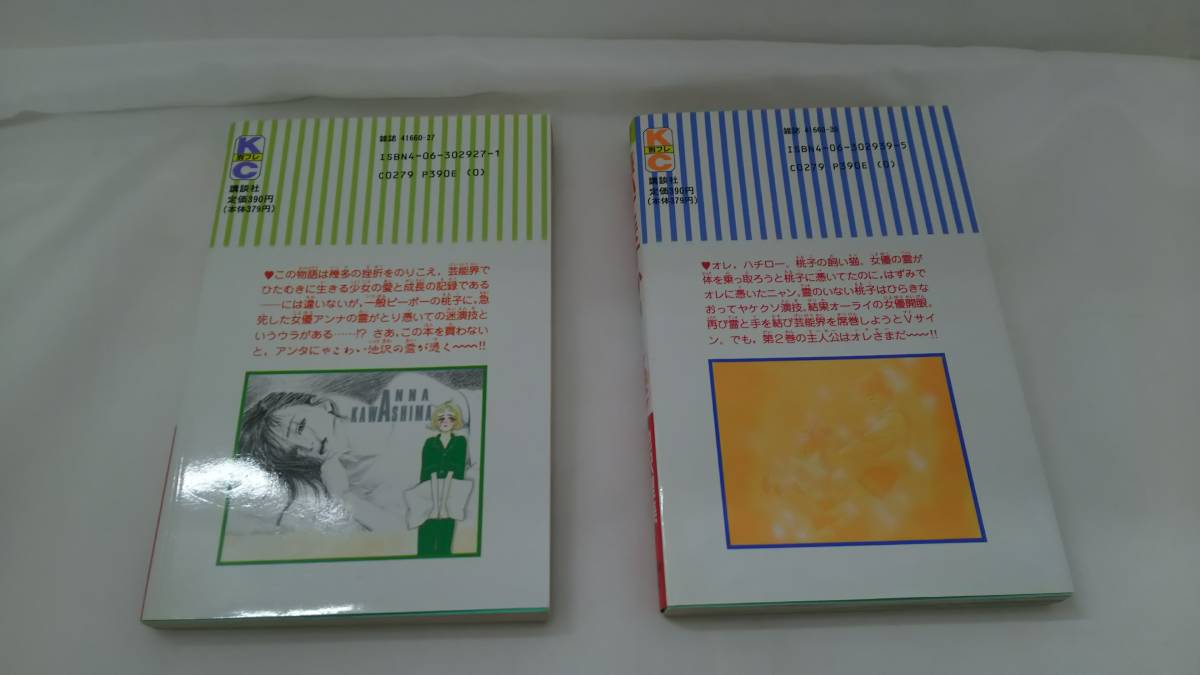 K
別フレ
C
講談社
定価390円
(本体379円)
雑誌 41660-27
ISBN4-06-302927-1
C0279 P390E (0)
♥この物語は幾多の挫折をのりこえ，芸能界で
ひたむきに生きる少女の愛と成長の記録である
——には違いないが，一般ピーポーの桃子に，急
死した女優アンナの霊がとり憑いての迷演技と
いうウラがある……!? さあ，この本を買わない
と，アンタにゃこわい地沢の霊が憑く〜〜〜!!
ANNA
KAWASHIMA
K
別フレ
C
講談社
定価390円
(本体379円)
雑誌 41660-39
ISBN4-06-302939-5
C0279 P390E (0)
♥オレ，ハチロー。桃子の飼い猫。女優の霊が
体を乗っ取ろうと桃子に憑いてたのに，はずみで
オレに憑いたニャン。霊のいない桃子はひらきな
おってヤケクソ演技。結果オーライの女優開眼。
再び霊と手を結び芸能界を席巻しようとVサイ
ン。でも，第2巻の主人公はオレさまだ〜〜〜!!